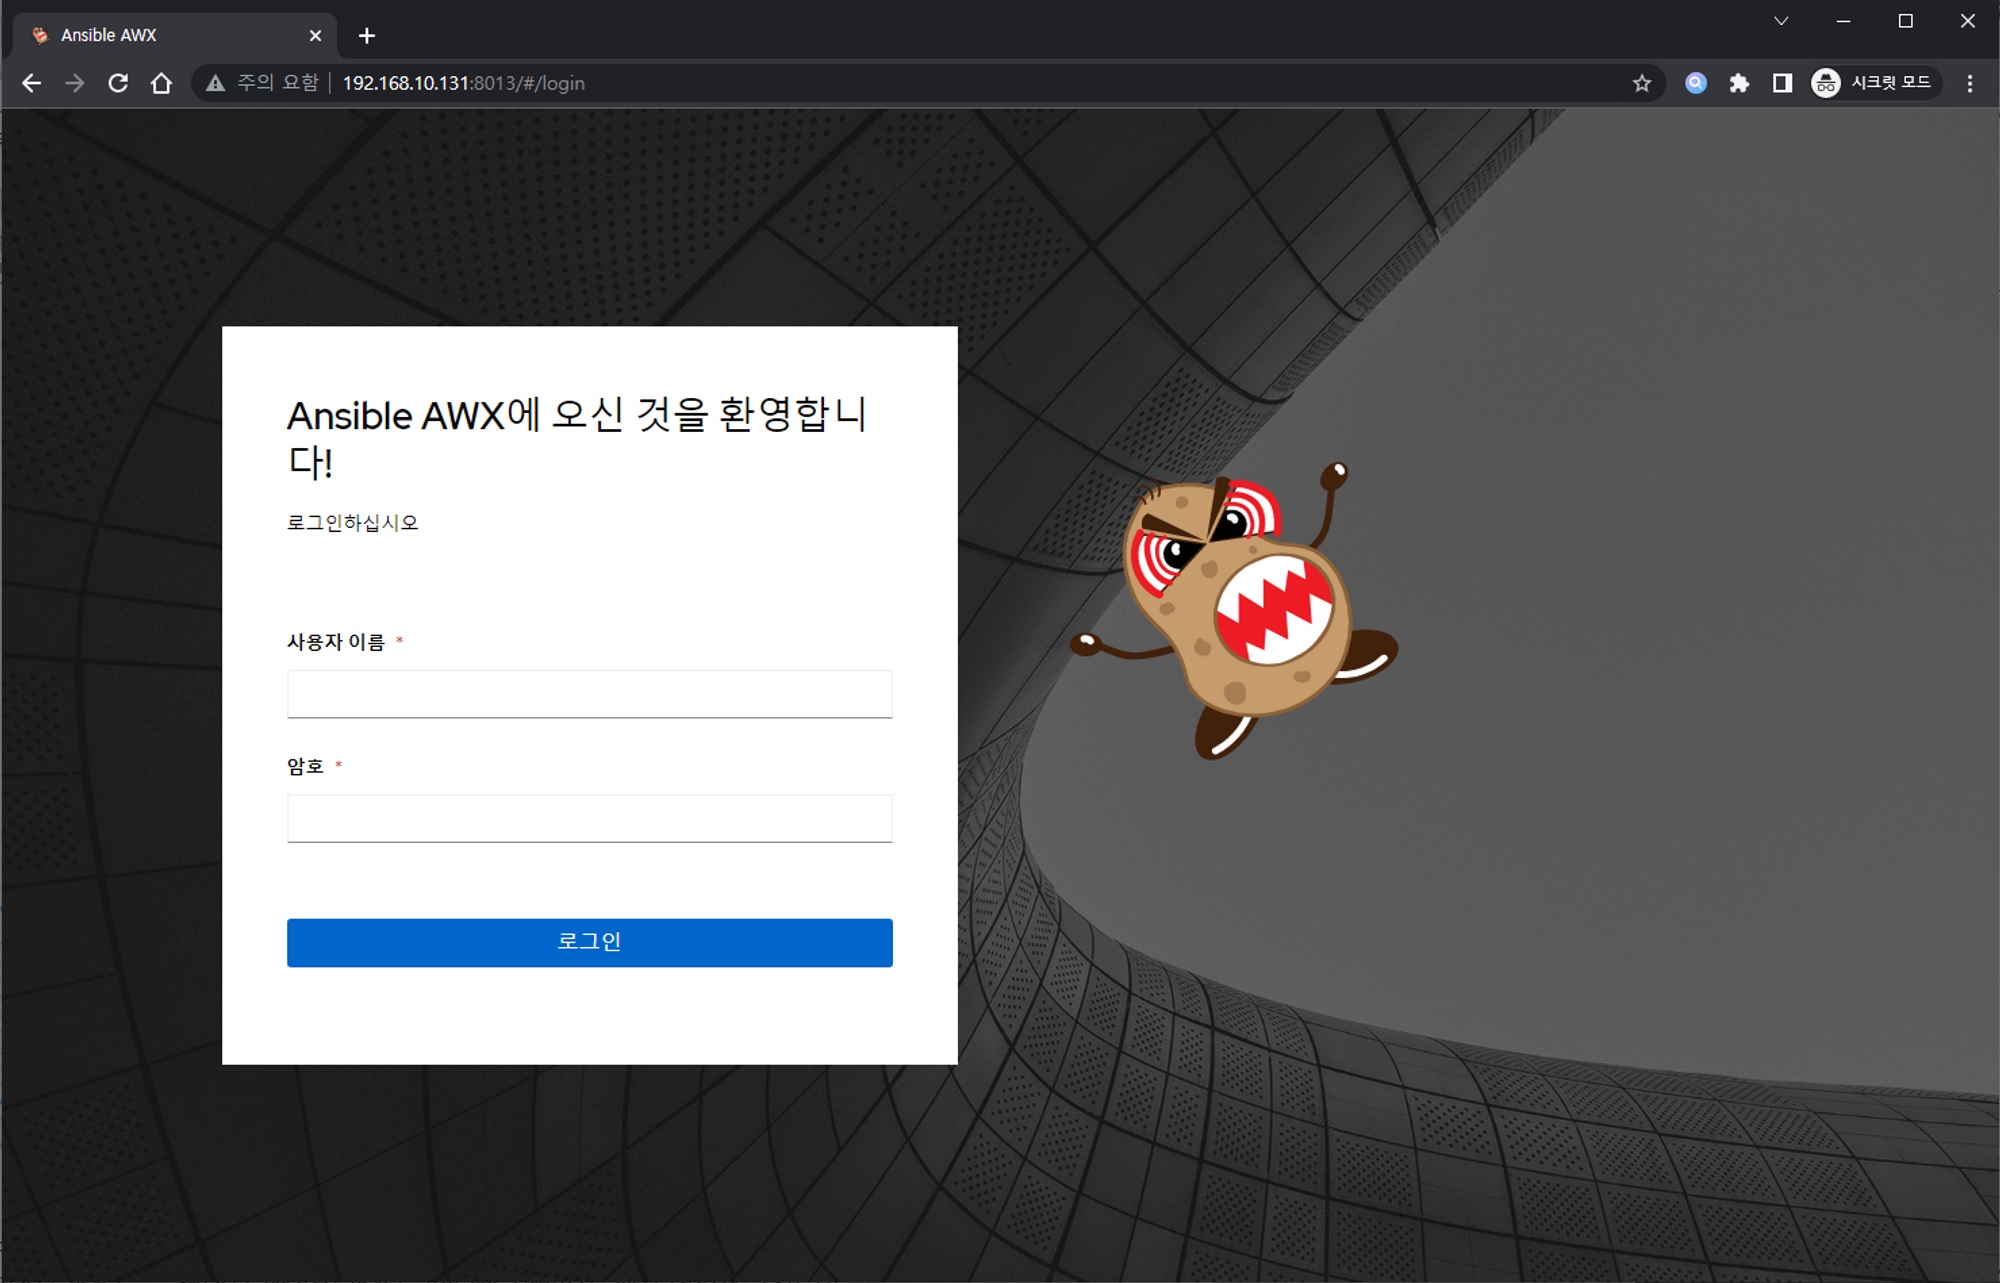 Ansible AWX
주의 요함 192.168.10.131:8013/#/login
시크릿 모드
Ansible AWX에 오신 것을 환영합니
다!
로그인하십시오
사용자 이름 *
암호 *
로그인